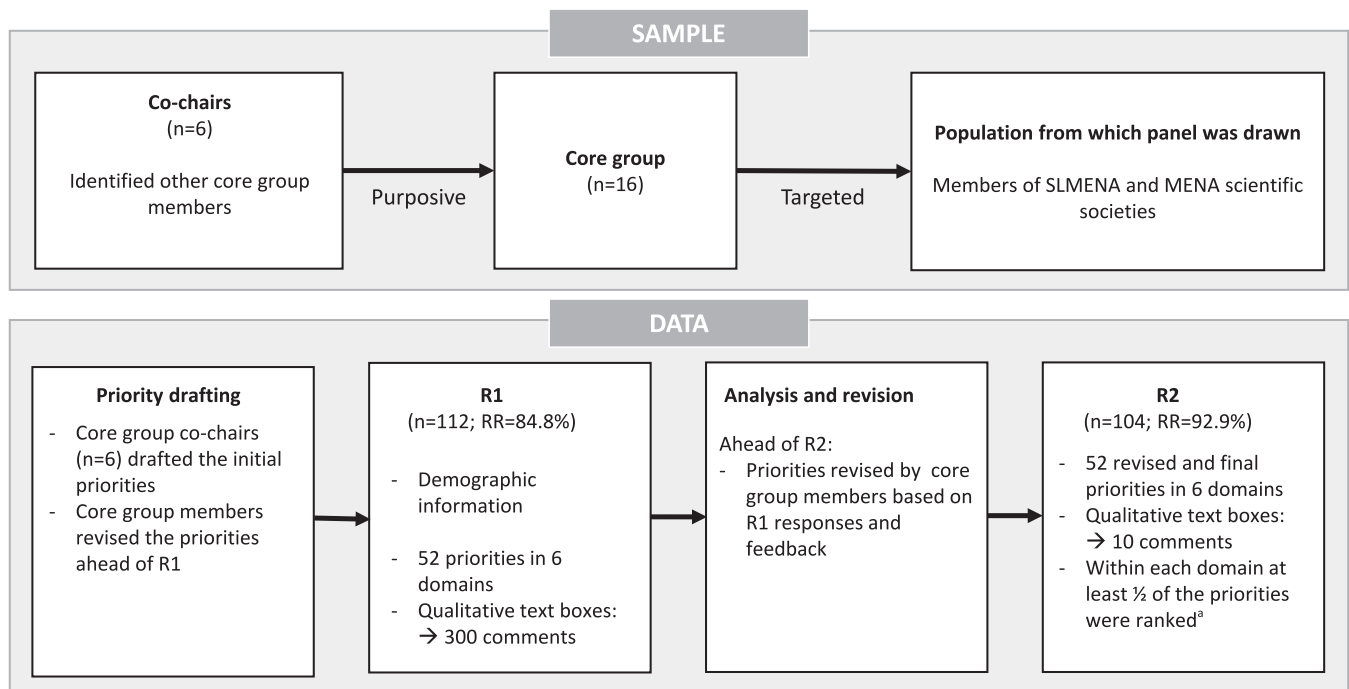 SAMPLE
Co-chairs
(n=6)
Identified other core group
members
Purposive
Core group
(n=16)
Targeted
Population from which panel was drawn
Members of SLMENA and MENA scientific
societies
DATA
Priority drafting
- Core group co-chairs
(n=6) drafted the initial
priorities
- Core group members
revised the priorities
ahead of R1
R1
(n=112; RR=84.8%)
- Demographic
information
- 52 priorities in 6
domains
- Qualitative text boxes:
→ 300 comments
Analysis and revision
Ahead of R2:
- Priorities revised by core
group members based on
R1 responses and
feedback
R2
(n=104; RR=92.9%)
- 52 revised and final
priorities in 6 domains
- Qualitative text boxes:
→ 10 comments
- Within each domain at
least ½ of the priorities
were rankedᵃ